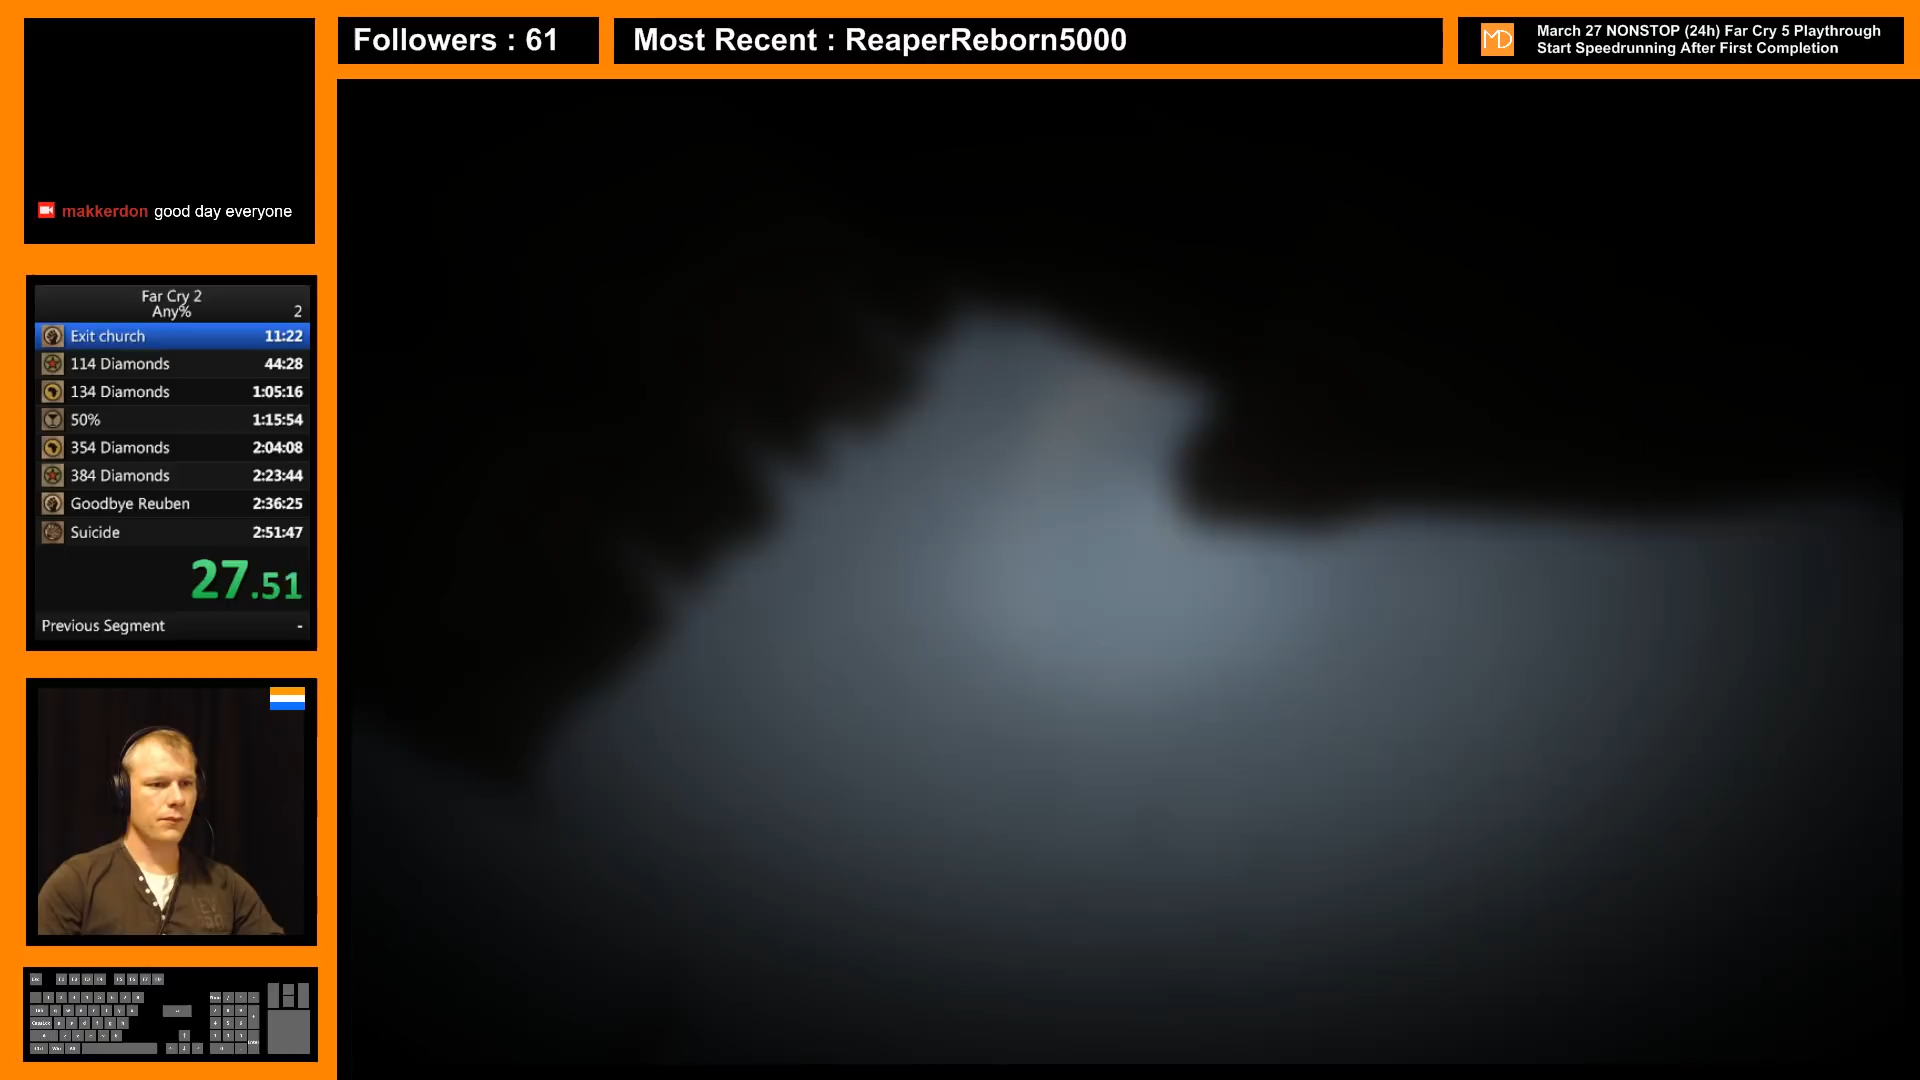 Followers : 61
Most Recent : ReaperReborn5000
MD
March 27 NONSTOP (24h) Far Cry 5 Playthrough
Start Speedrunning After First Completion
makkerdon good day everyone
Far Cry 2
Any% 2
Exit church 11:22
114 Diamonds 44:28
134 Diamonds 1:05:16
50% 1:15:54
354 Diamonds 2:04:08
384 Diamonds 2:23:44
Goodbye Reuben 2:36:25
Suicide 2:51:47
27.51
Previous Segment -